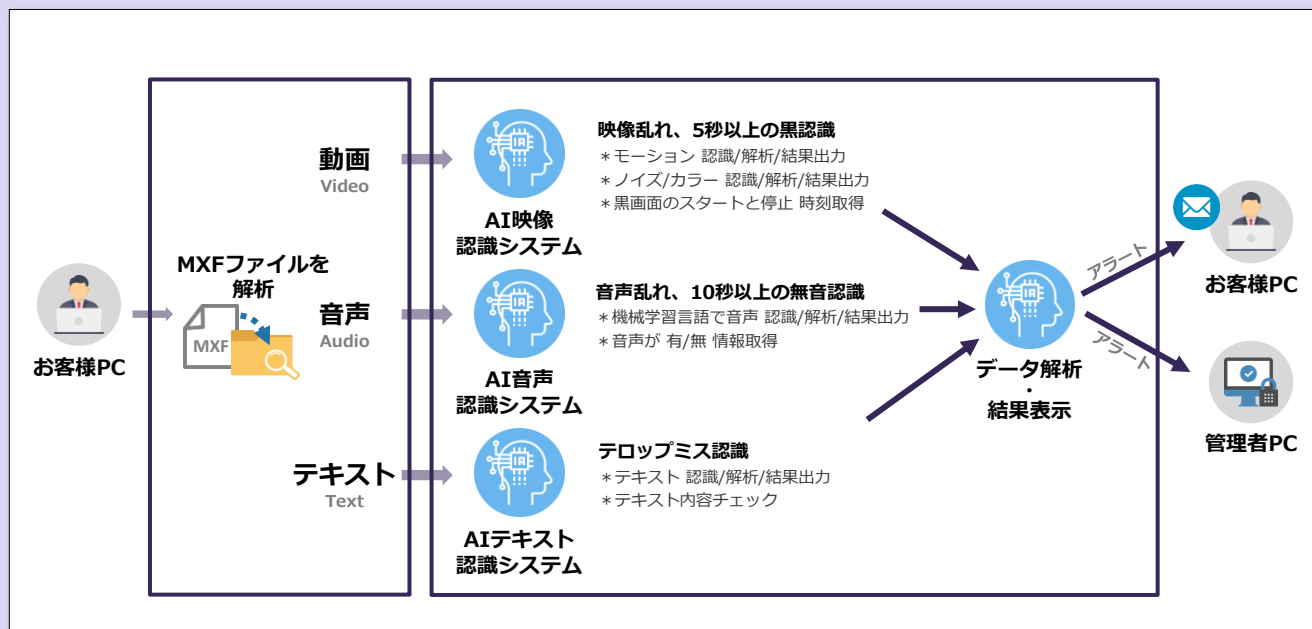 お客様PC
MXFファイルを
解析
MXF
動画
Video
音声
Audio
テキスト
Text
AI映像
認識システム
映像乱れ、5秒以上の黒認識
＊モーション 認識/解析/結果出力
＊ノイズ/カラー 認識/解析/結果出力
＊黒画面のスタートと停止 時刻取得
AI音声
認識システム
音声乱れ、10秒以上の無音認識
＊機械学習言語で音声 認識/解析/結果出力
＊音声が 有/無 情報取得
AIテキスト
認識システム
テロップミス認識
＊テキスト 認識/解析/結果出力
＊テキスト内容チェック
データ解析
・
結果表示
アラート
お客様PC
アラート
管理者PC